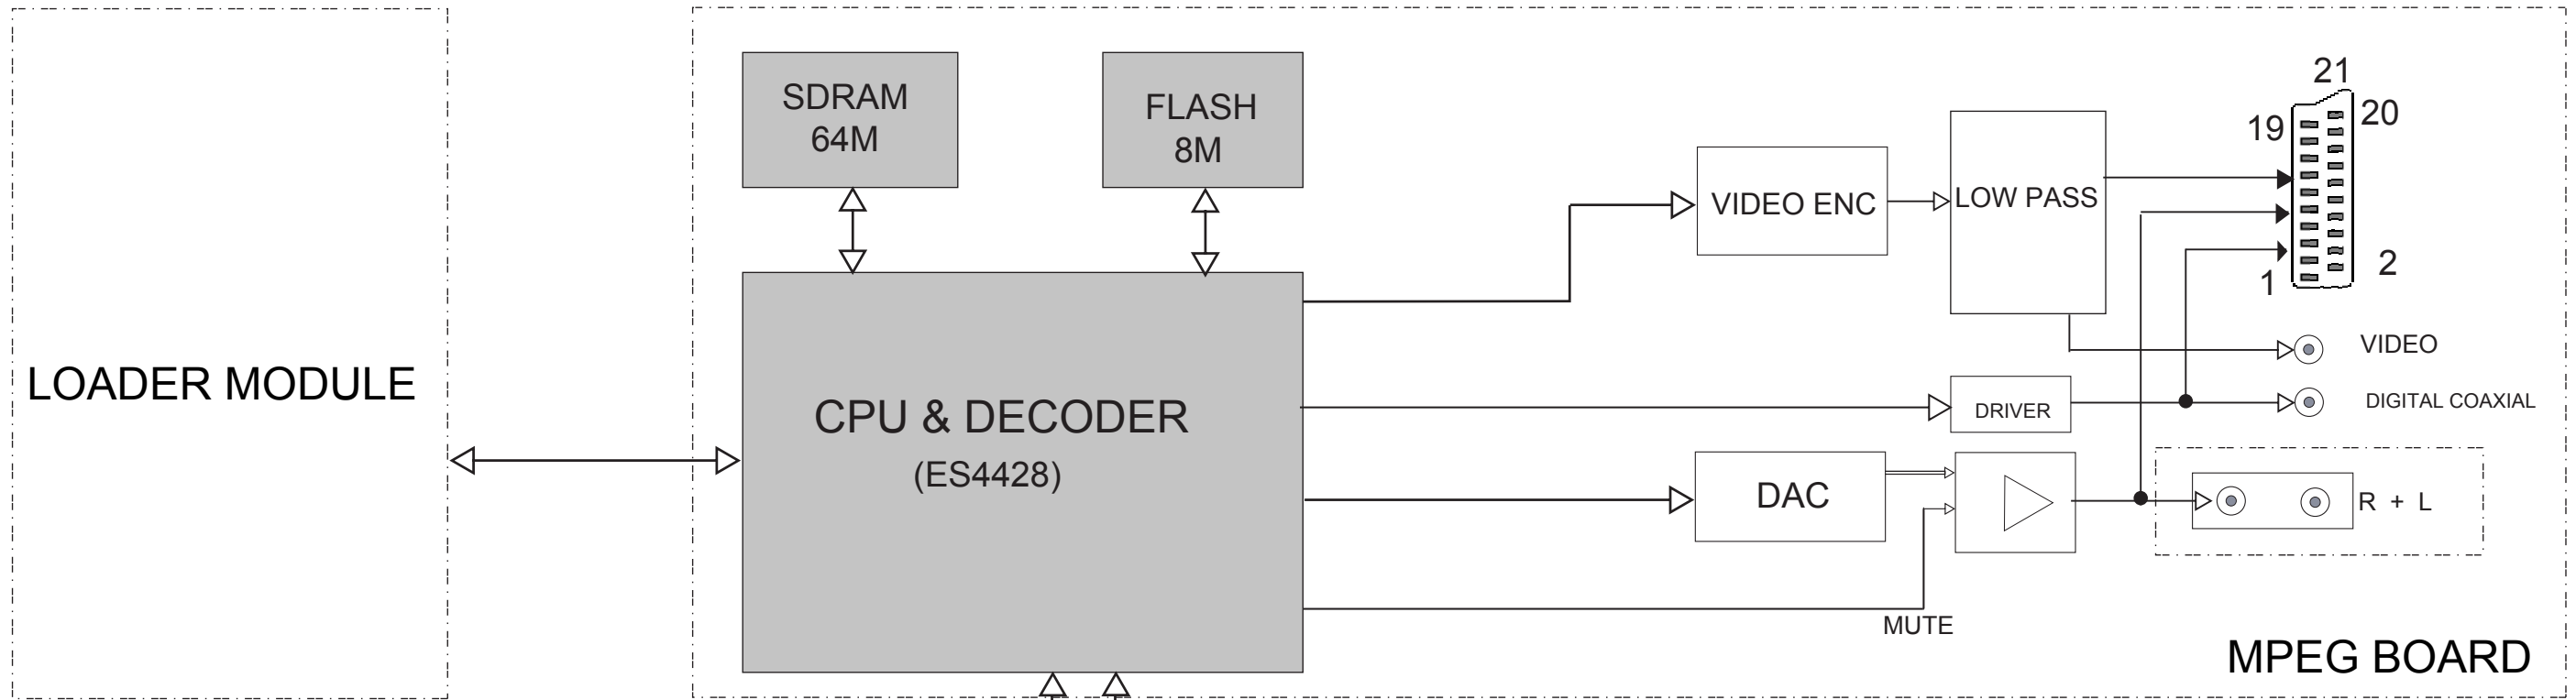 21
SDRAM
64M
FLASH
8M
19
20
VIDEO ENC
LOW PASS
1
2
VIDEO
LOADER MODULE
CPU & DECODER
(ES4428)
DRIVER
DIGITAL COAXIAL
DAC
R + L
MUTE
MPEG BOARD